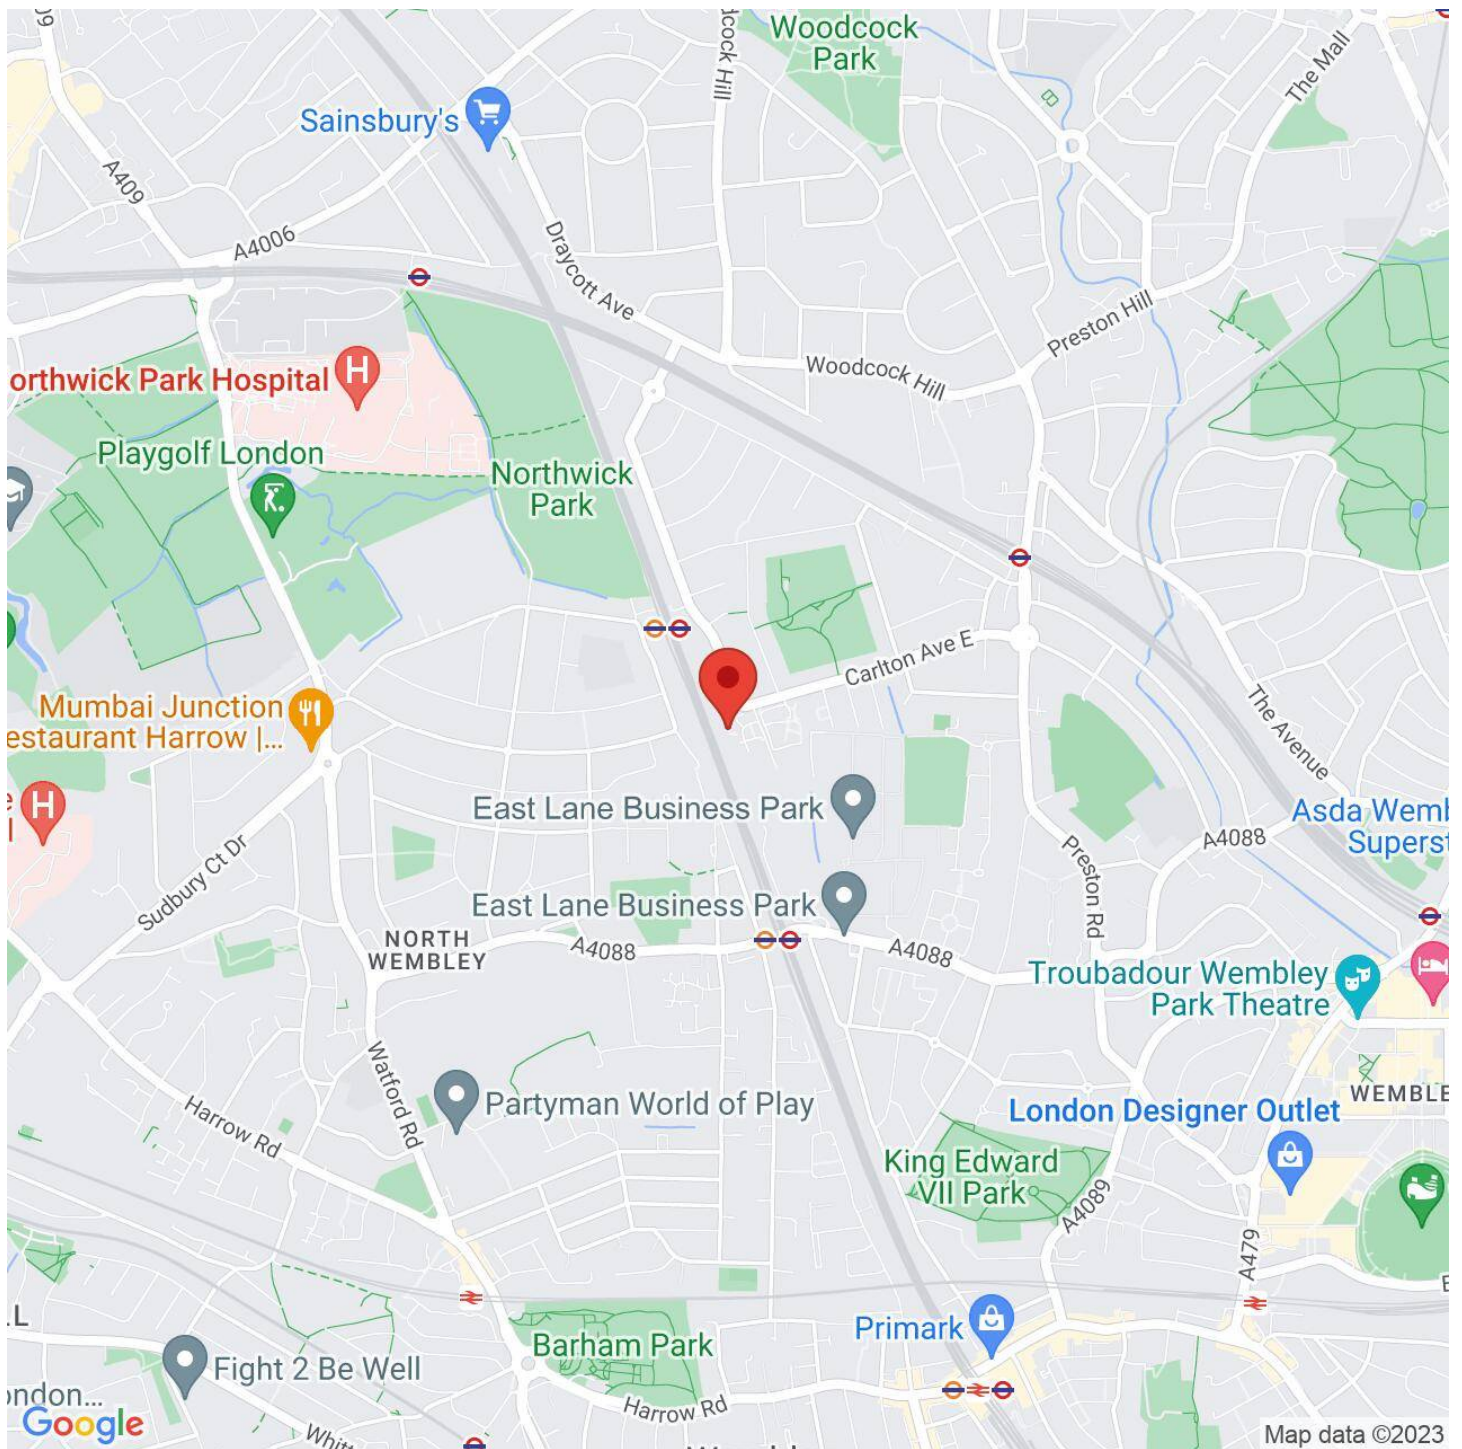 Woodcock
Park
The Mall
Sainsbury's
A409
A4006
Draycott Ave
Preston Hill
Woodcock Hill
orthwick Park Hospital
H
Playgolf London
Northwick
Park
Carlton Ave E
Mumbai Junction
estaurant Harrow |...
The Avenue
H
East Lane Business Park
Asda Wemb
Superst
A4088
Sudbury Ct Dr
Preston Rd
East Lane Business Park
NORTH
WEMBLEY
A4088
A4088
Troubadour Wembley
Park Theatre
Watford Rd
Partyman World of Play
WEMBLE
London Designer Outlet
Harrow Rd
King Edward
VII Park
A4089
A479
LL
Primark
Barham Park
Fight 2 Be Well
ondon...
Harrow Rd
Google
Whitt
Map data ©2023